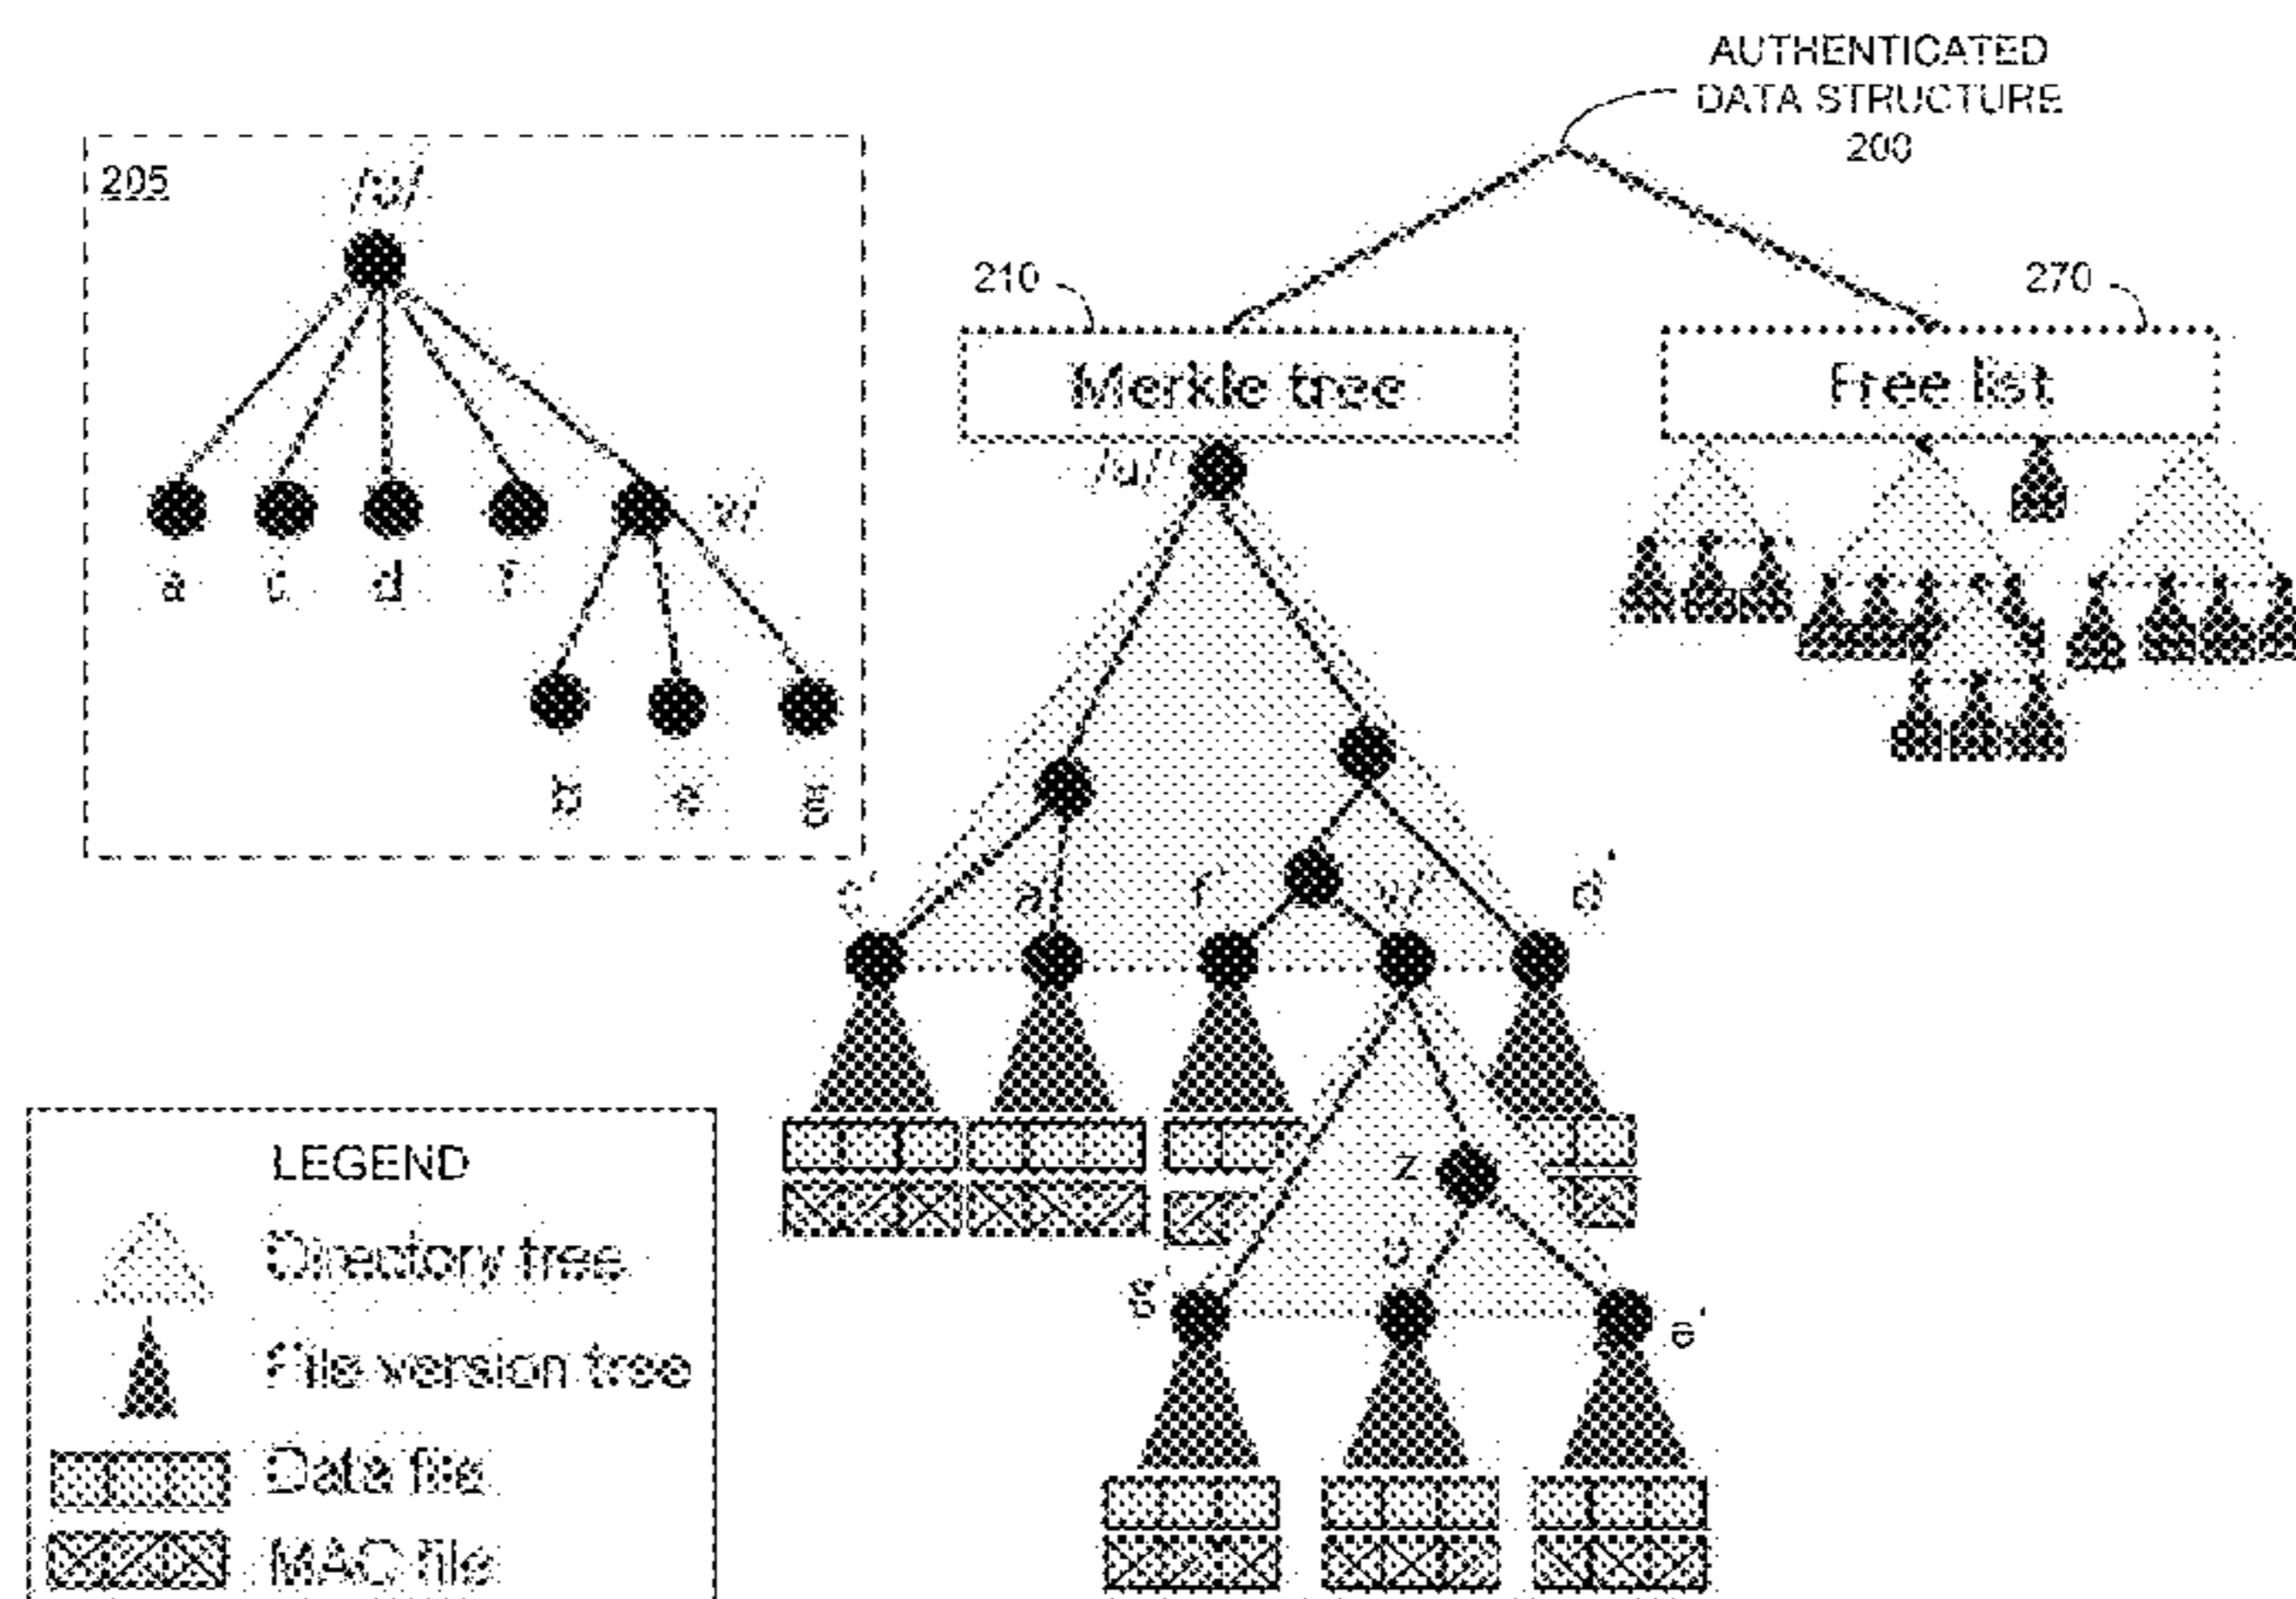 AUTHENTICATED
DATA STRUCTURE
200
205
210
270
Merkle tree
Free list
/u/'
a
c
d
f
v/
c'
a'
f'
v/'
d'
z
b'
g'
e'
LEGEND
Directory tree
File version tree
Data file
MAC file